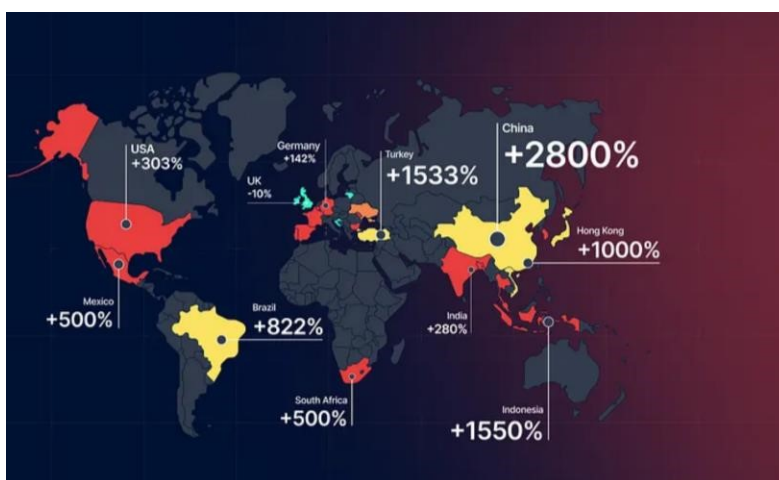 China
+2800%
USA
+303%
Germany
+142%
Turkey
+1533%
UK
-10%
Hong Kong
+1000%
Mexico
+500%
Brazil
+822%
India
+280%
South Africa
+500%
Indonesia
+1550%